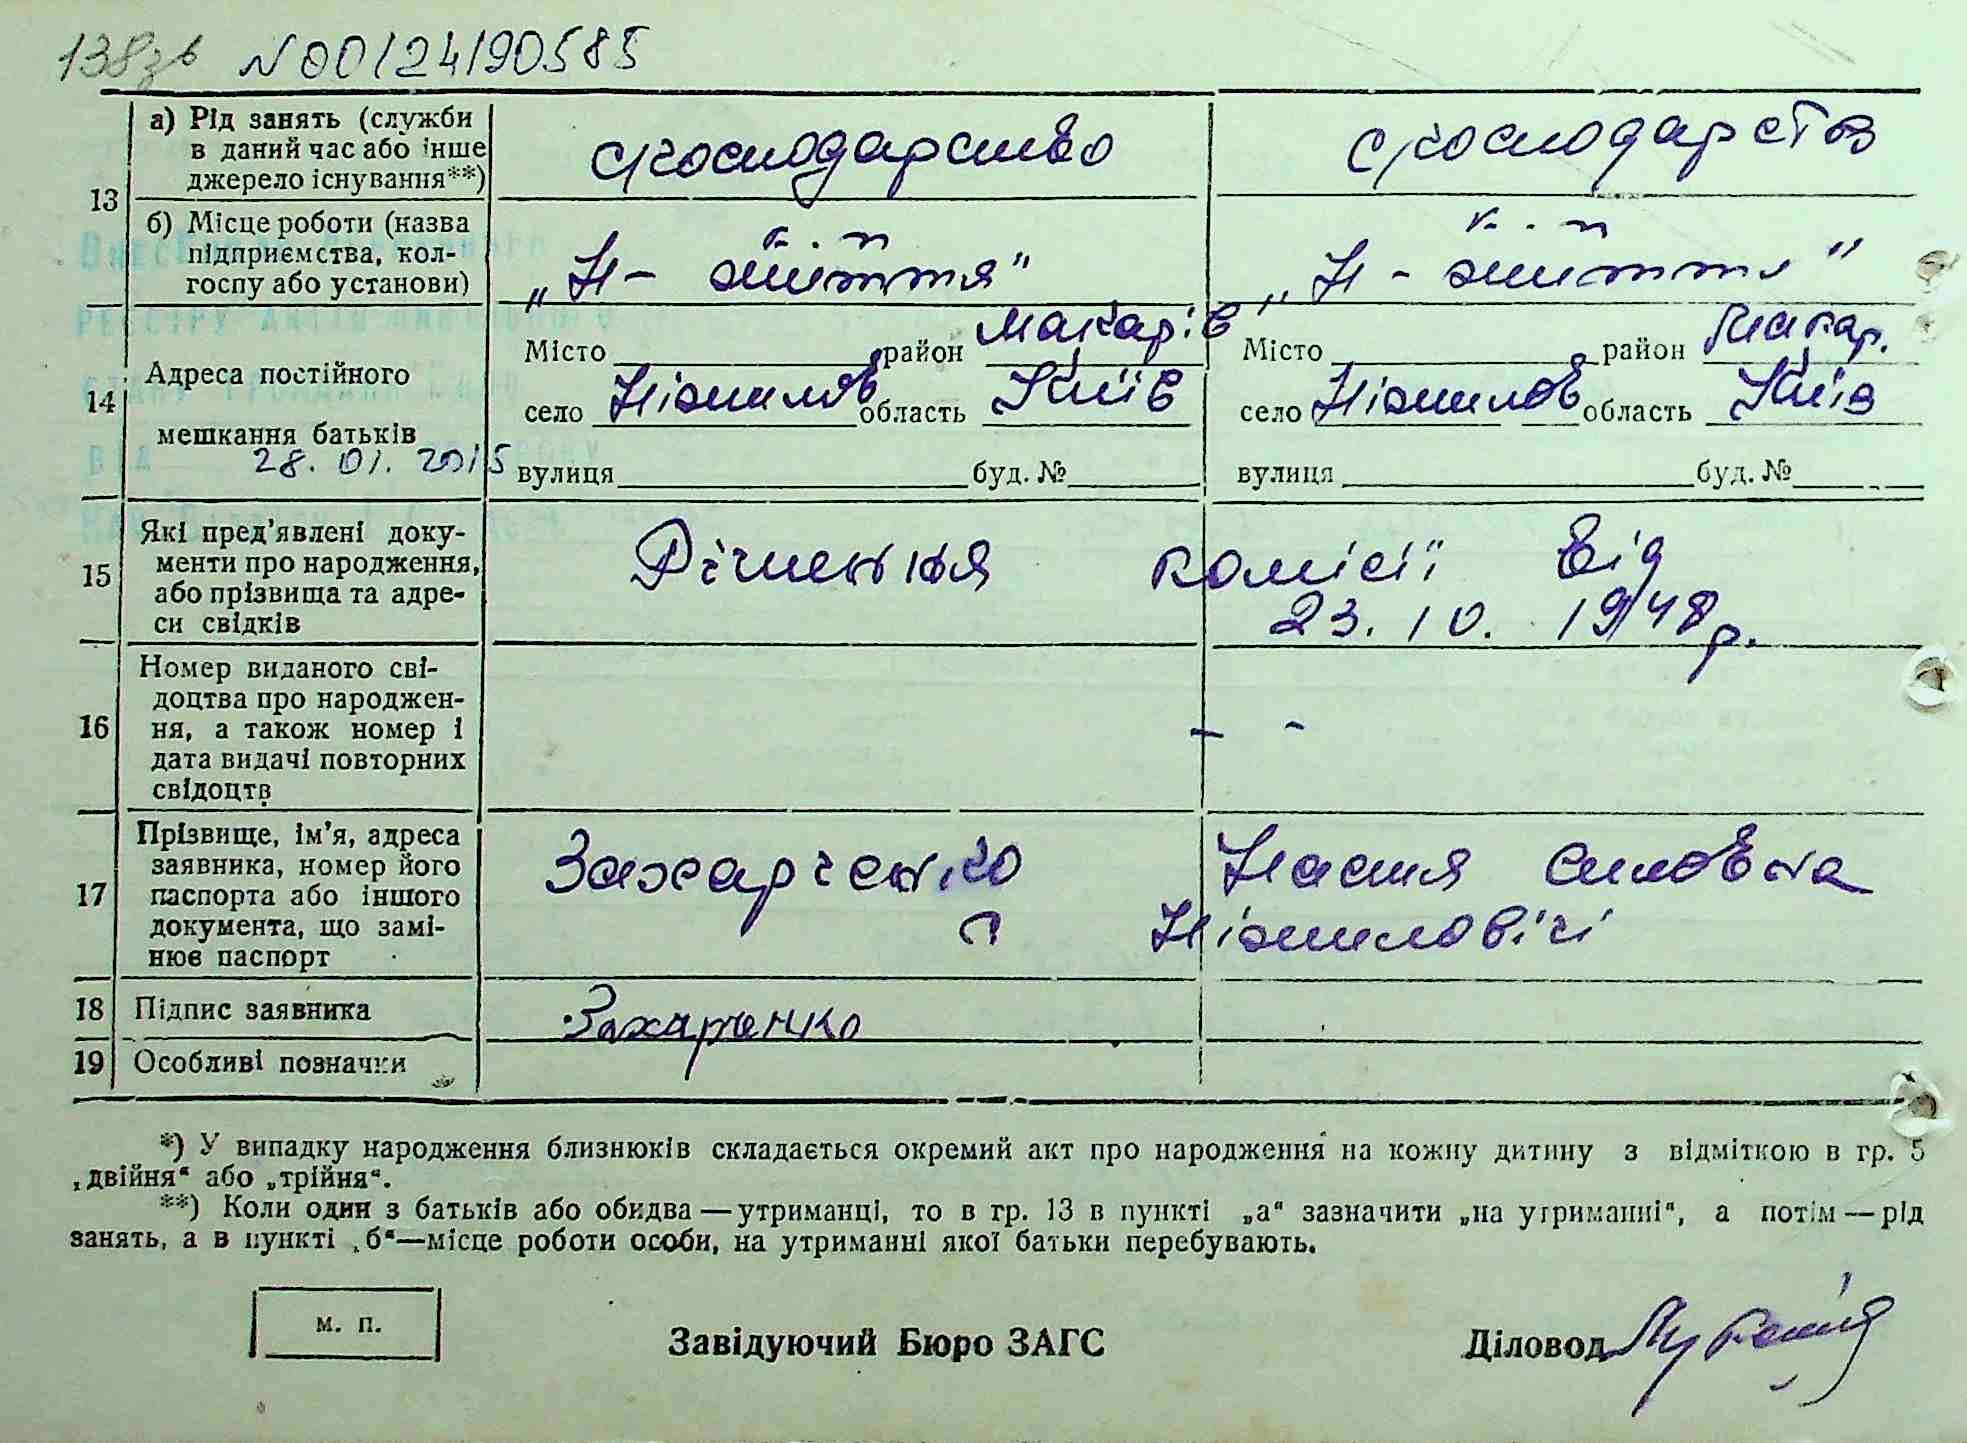 138зв N00124190585
а) Рід занять (служби в даний час або інше джерело існування**)
с/господарство с/господарств
13
б) Місце роботи (назва підприємства, колгоспу або установи)
к. п к. п
„Н- життя" „Н - життя"
14 Адреса постійного мешкання батьків
28.01.2015
Місто район Макарів Місто район Макар.
село Ніжилов область Київ село Ніжилов область Київ
вулиця буд. № вулиця буд. №
15 Які пред'явлені документи про народження, або прізвища та адреси свідків
Рішення комісії від
23. 10. 1948 р.
16 Номер виданого свідоцтва про народження, а також номер і дата видачі повторних свідоцтв
- -
17 Прізвище, ім'я, адреса заявника, номер його паспорта або іншого документа, що замінює паспорт
Захарченко Настя
с Ніжиловічі
18 Підпис заявника Захарченко
19 Особливі позначки
*) У випадку народження близнюків складається окремий акт про народження на кожну дитину з відміткою в гр. 5
„двійня" або „трійня".
**) Коли один з батьків або обидва — утриманці, то в гр. 13 в пункті „а" зазначити „на утриманні", а потім — рід
занять, а в пункті „б"—місце роботи особи, на утриманні якої батьки перебувають.
м. п.
Завідуючий Бюро ЗАГС Діловод